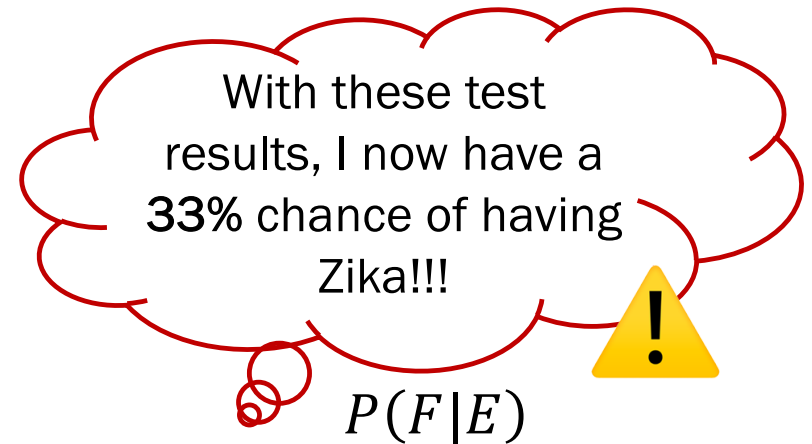 With these test
results, I now have a
33% chance of having
Zika!!!
P(F|E)